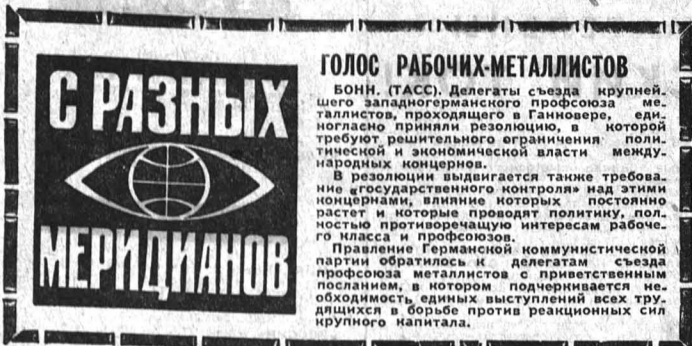 С РАЗНЫХ
МЕРИДИАНОВ
ГОЛОС РАБОЧИХ-МЕТАЛЛИСТОВ
БОНН. (ТАСС). Делегаты съезда крупней-
шего западногерманского профсоюза ме-
таллистов, проходящего в Ганновере, еди-
ногласно приняли резолюцию, в которой
требуют решительного ограничения поли-
тической и экономической власти между-
народных концернов.
В резолюции выдвигается также требова-
ние «государственного контроля» над этими
концернами, влияние которых постоянно
растет и которые проводят политику, пол-
ностью противоречащую интересам рабоче-
го класса и профсоюзов.
Правление Германской коммунистической
партии обратилось к делегатам съезда
профсоюза металлистов с приветственным
посланием, в котором подчеркивается не-
обходимость единых выступлений всех тру-
дящихся в борьбе против реакционных сил
крупного капитала.